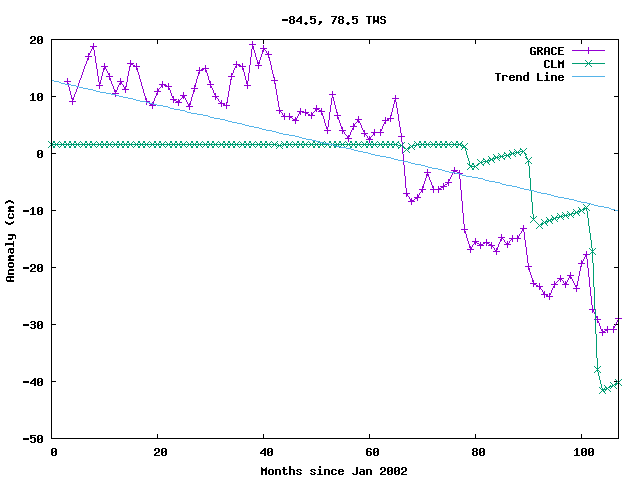 -84.5, 78.5 TWS
GRACE
CLM
Trend Line
20
10
0
-10
-20
-30
-40
-50
Anomaly (cm)
0 20 40 60 80 100
Months since Jan 2002